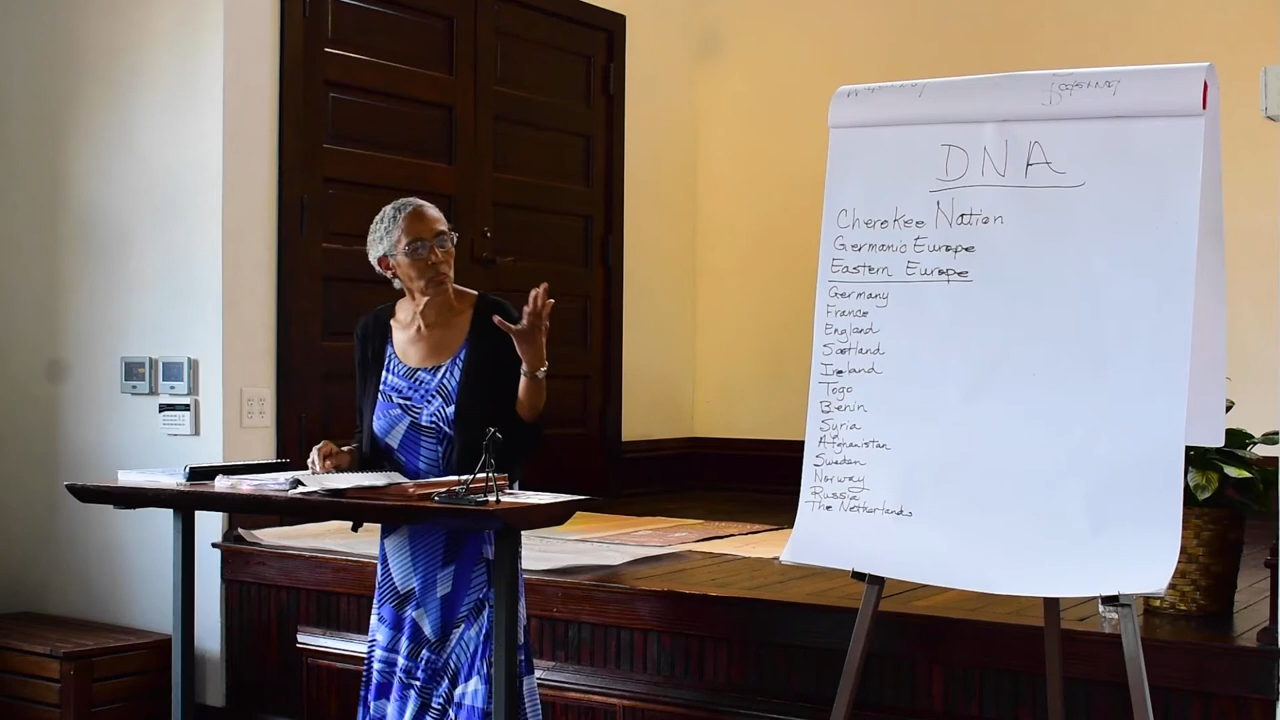 DNA
Cherokee Nation
Germanic Europe
Eastern Europe
Germany
France
England
Scotland
Ireland
Togo
Benin
Syria
Afghanistan
Sweden
Norway
Russia
The Netherlands